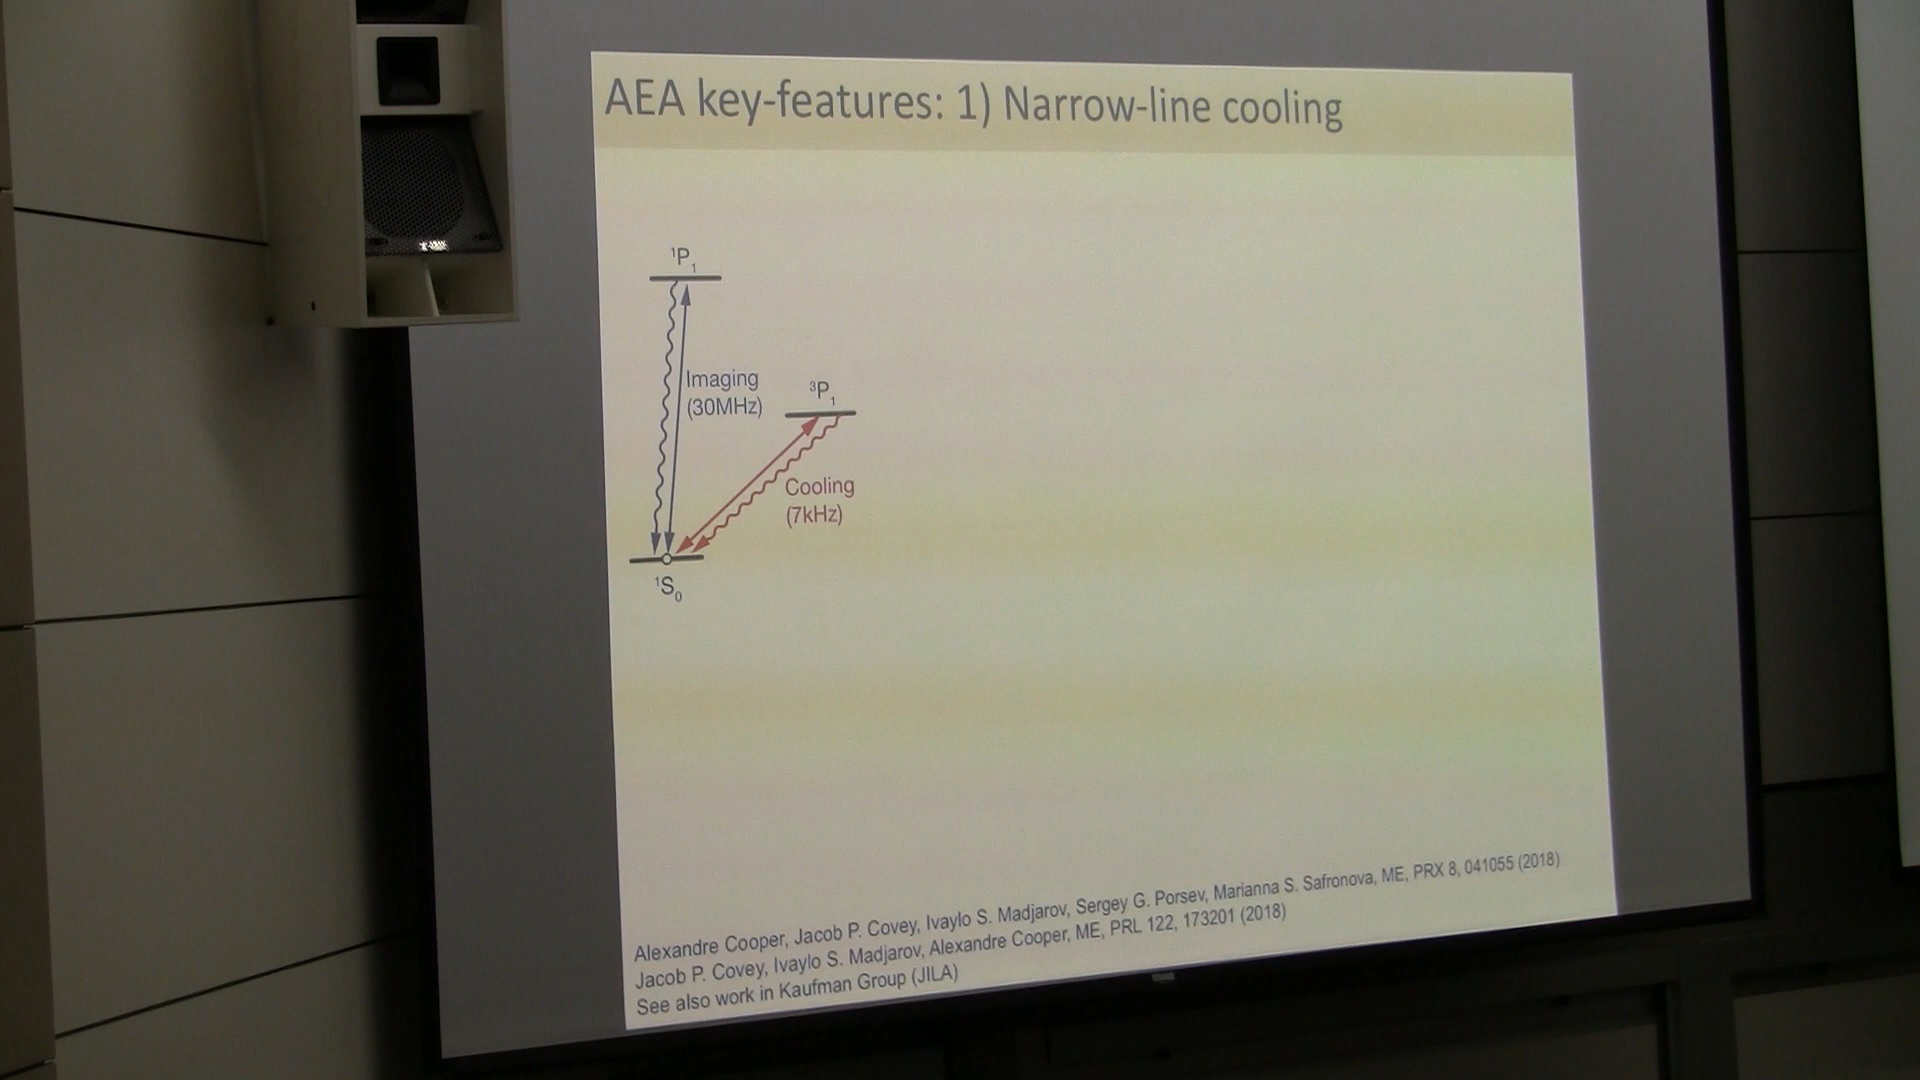 AEA key-features: 1) Narrow-line cooling
¹P₁
Imaging
(30MHz)
³P₁
Cooling
(7kHz)
¹S₀
Alexandre Cooper, Jacob P. Covey, Ivaylo S. Madjarov, Sergey G. Porsev, Marianna S. Safronova, ME, PRX 8, 041055 (2018)
Jacob P. Covey, Ivaylo S. Madjarov, Alexandre Cooper, ME, PRL 122, 173201 (2018)
See also work in Kaufman Group (JILA)